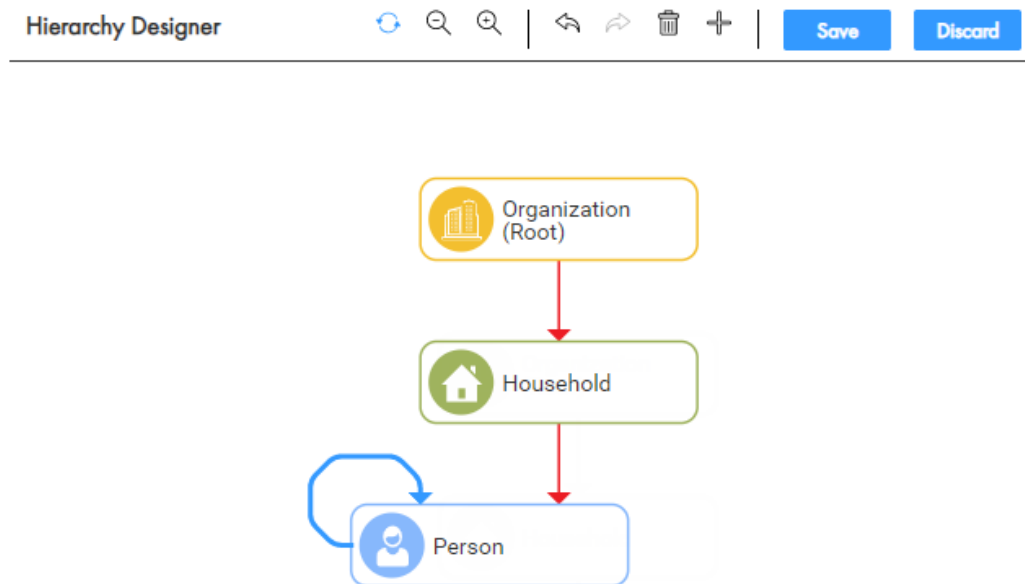 Hierarchy Designer
Save
Discard
Organization
(Root)
Household
Person